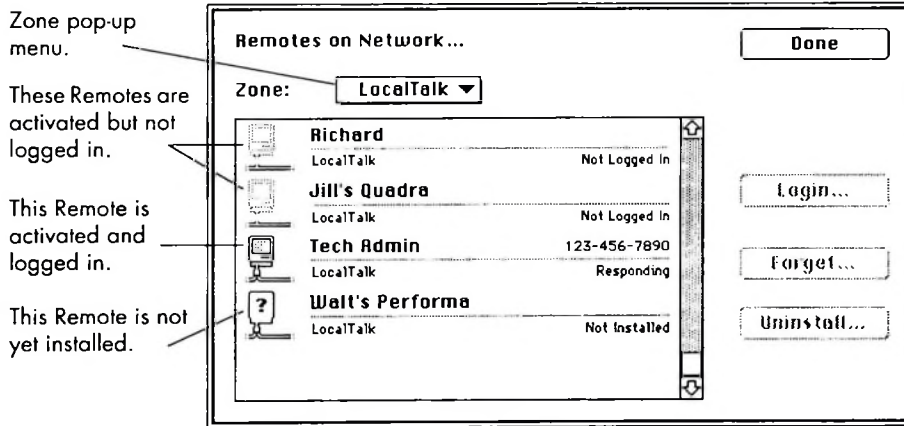 Zone pop-up
menu.
These Remotes are
activated but not
logged in.
This Remote is
activated and
logged in.
This Remote is not
yet installed.
Remotes on Network...
Done
Zone:
LocalTalk
Richard
LocalTalk Not Logged In
Jill's Quadra
LocalTalk Not Logged In
Tech Admin 123-456-7890
LocalTalk Responding
?
Walt's Performa
LocalTalk Not Installed
Login...
Forget...
Uninstall...